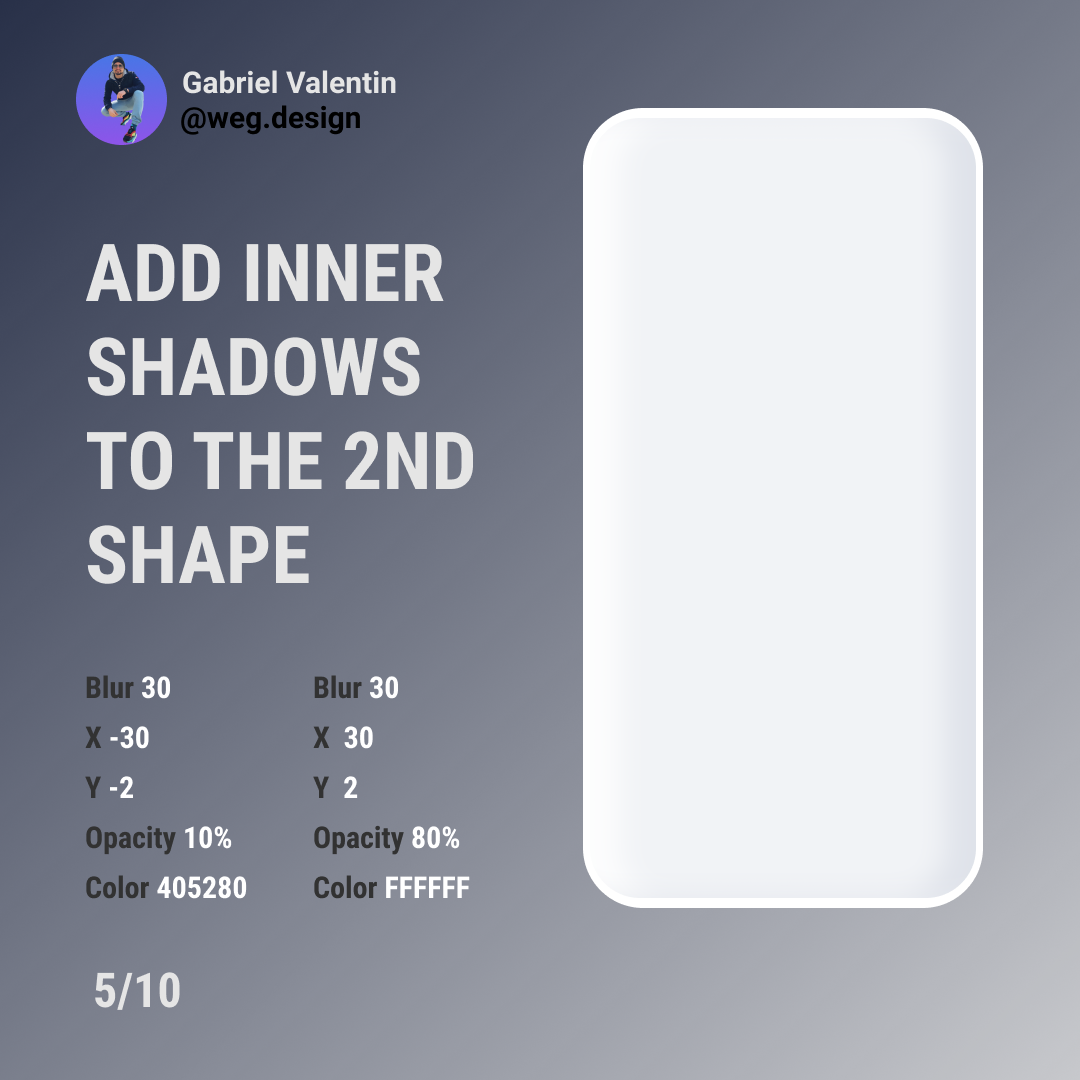 Gabriel Valentin
@weg.design
ADD INNER
SHADOWS
TO THE 2ND
SHAPE
Blur 30
X -30
Y -2
Opacity 10%
Color 405280
Blur 30
X 30
Y 2
Opacity 80%
Color FFFFFF
5/10